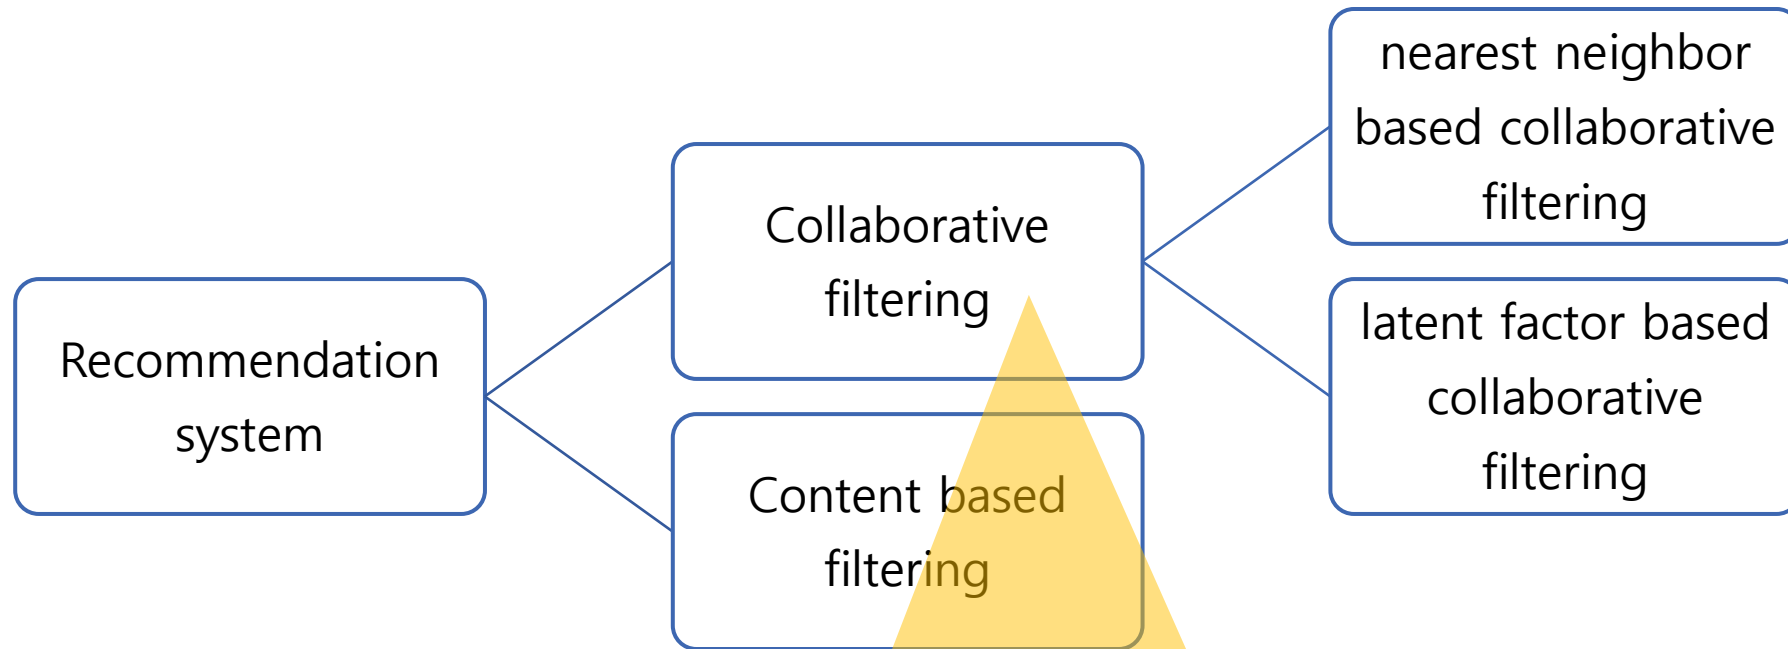 Recommendation
system
Collaborative
filtering
Content based
filtering
nearest neighbor
based collaborative
filtering
latent factor based
collaborative
filtering